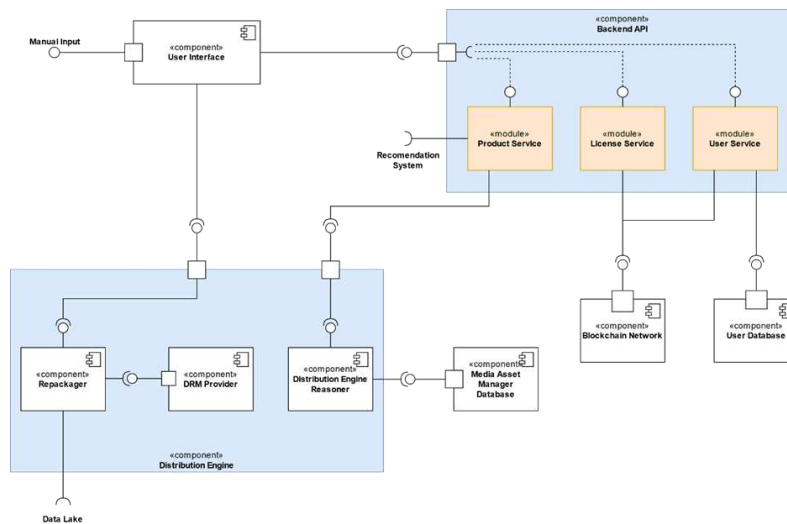 «component»
Backend API
Manual Input
«component»
User Interface
«module»
Product Service
«module»
License Service
«module»
User Service
Recomendation
System
«component»
Blockchain Network
«component»
User Database
«component»
Repackager
«component»
DRM Provider
«component»
Distribution Engine
Reasoner
«component»
Media Asset
Manager
Database
«component»
Distribution Engine
Data Lake